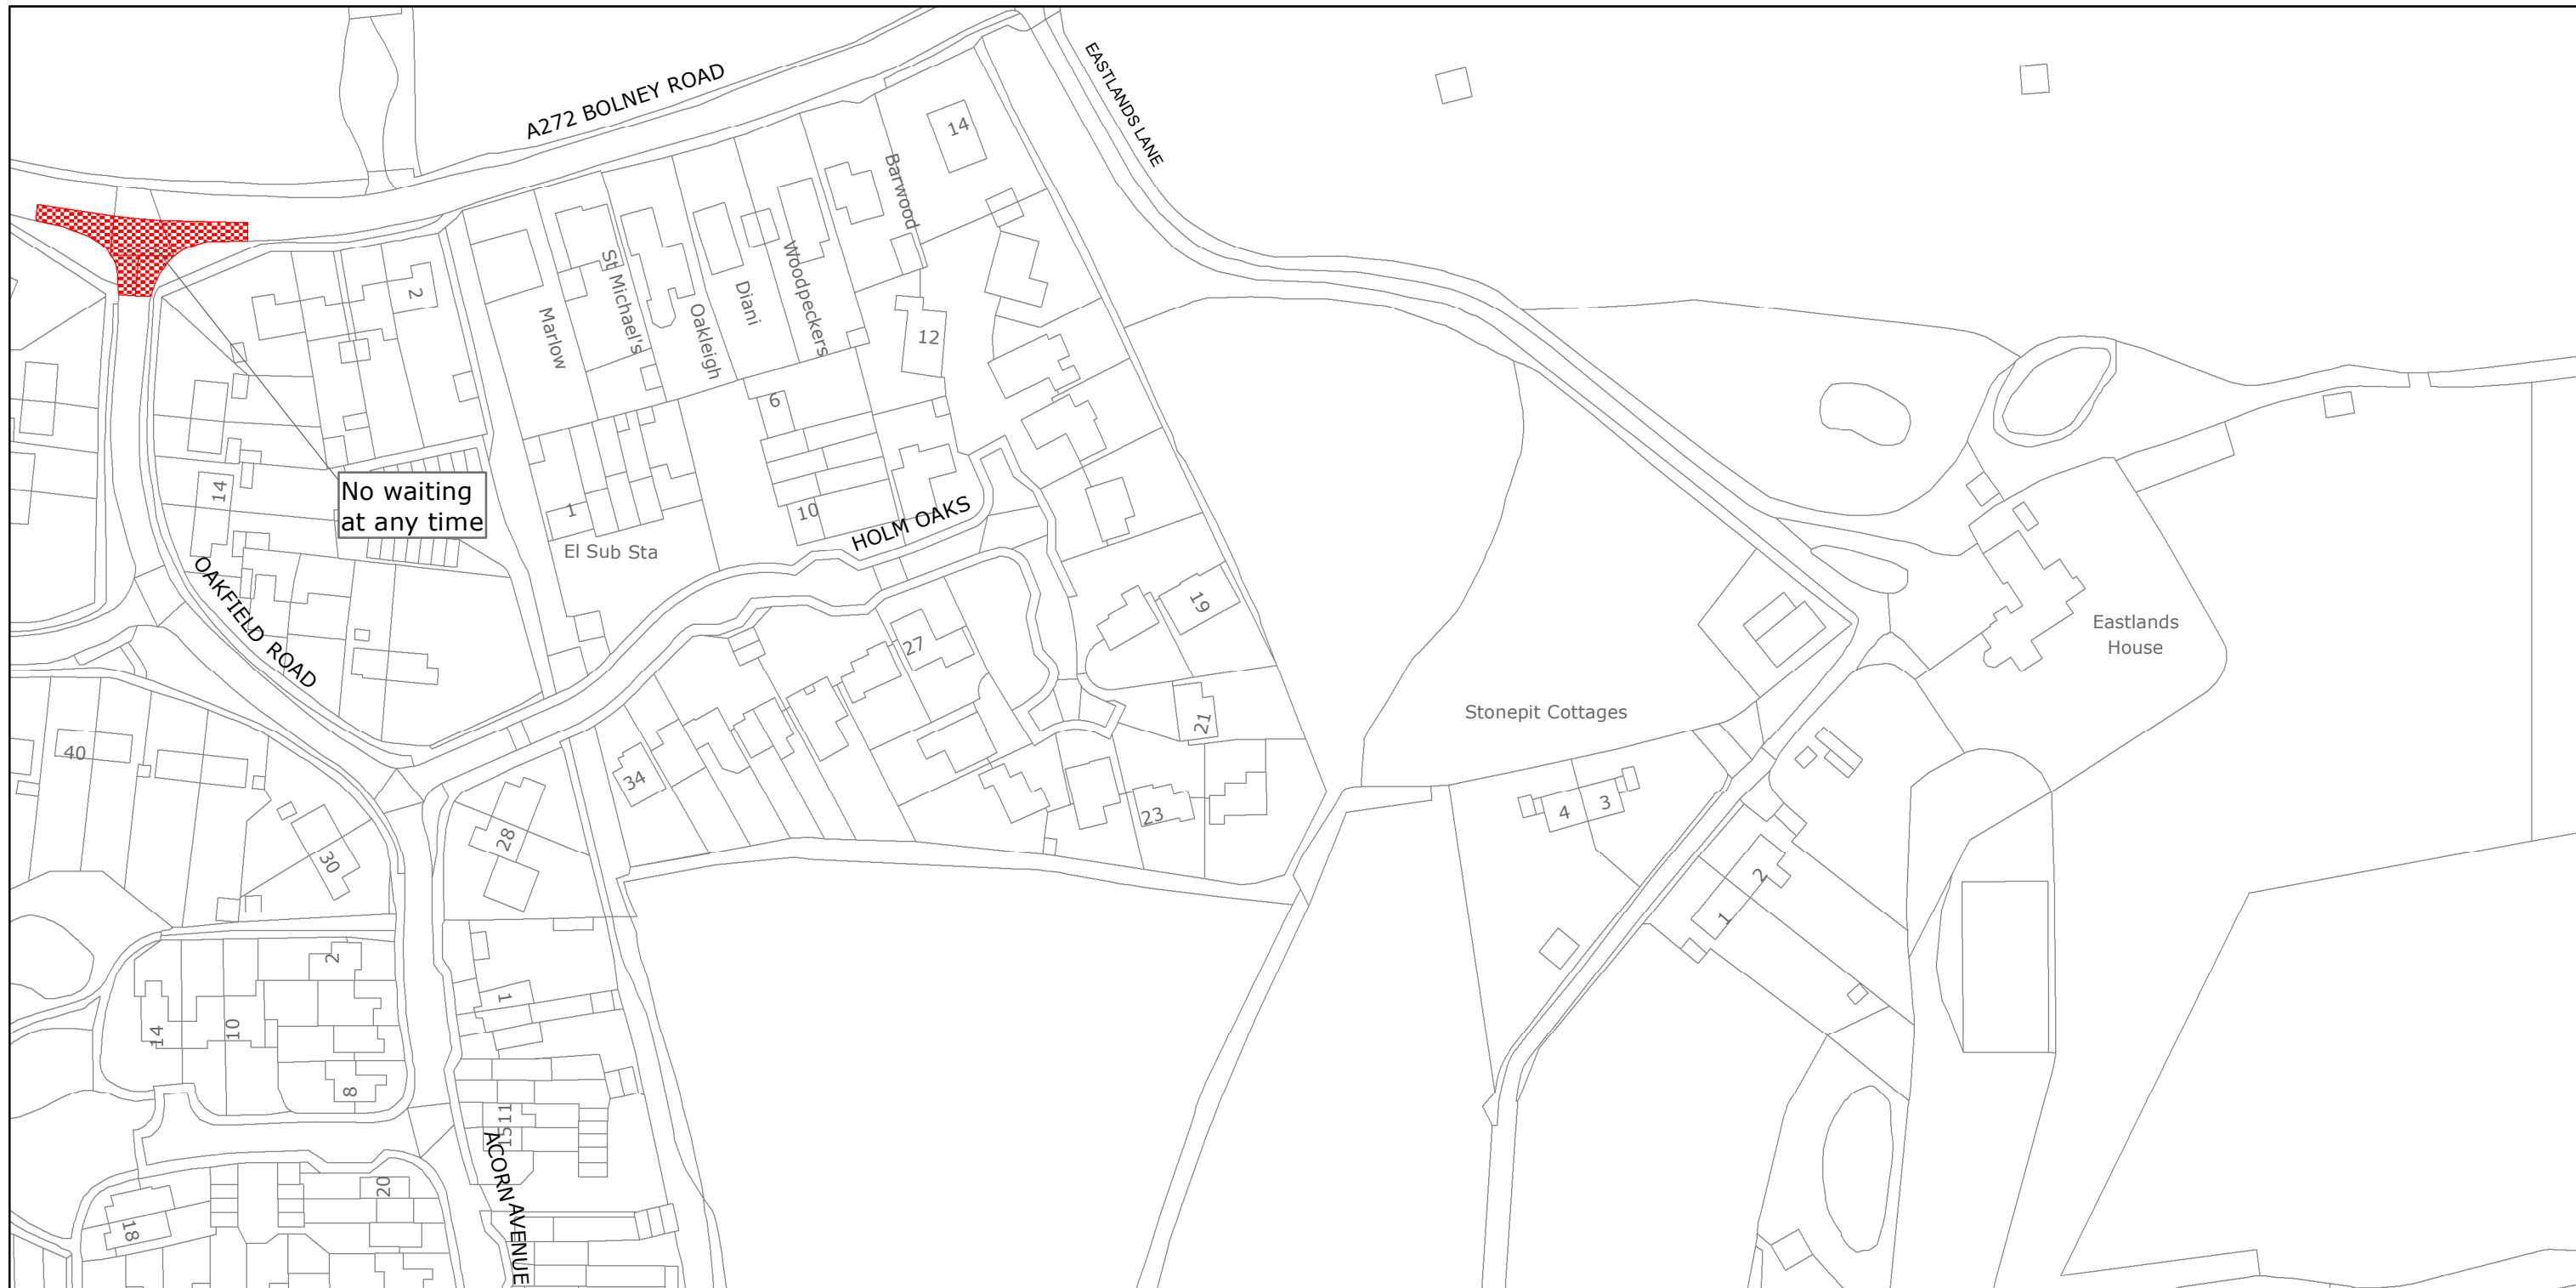 EASTLANDS LANE
A272 BOLNEY ROAD
14
Barwood
2
St Michael's
Woodpeckers
Diani
Marlow
Oakleigh
12
6
No waiting
at any time
14
1
10
HOLM OAKS
El Sub Sta
OAKFIELD ROAD
19
27
Eastlands
House
Stonepit Cottages
21
40
34
4
3
23
28
30
2
1
2
1
14
10
8
11
15
ACORN AVENUE
20
18